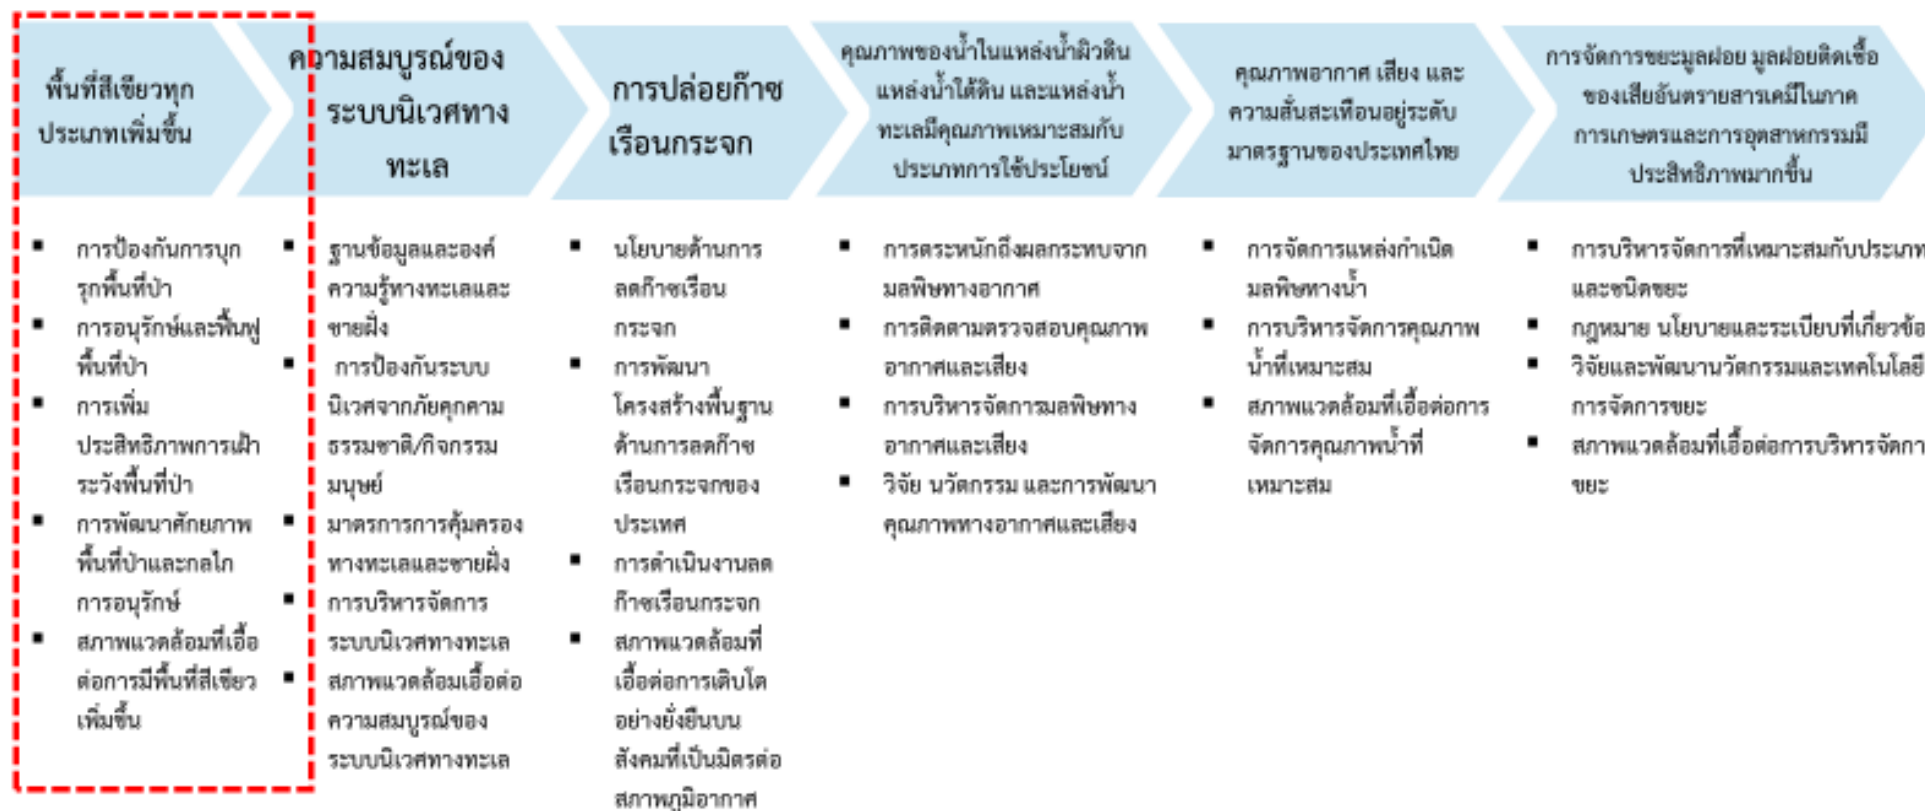 พื้นที่สีเขียวทุก
ประเภทเพิ่มขึ้น
ความสมบูรณ์ของ
ระบบนิเวศทาง
ทะเล
การปล่อยก๊าซ
เรือนกระจก
คุณภาพของน้ำในแหล่งน้ำผิวดิน
แหล่งน้ำใต้ดิน และแหล่งน้ำ
ทะเลมีคุณภาพเหมาะสมกับ
ประเภทการใช้ประโยชน์
คุณภาพอากาศ เสียง และ
ความสั่นสะเทือนอยู่ระดับ
มาตรฐานของประเทศไทย
การจัดการขยะมูลฝอย มูลฝอยติดเชื้อ
ของเสียอันตรายสารเคมีในภาค
การเกษตรและการอุตสาหกรรมมี
ประสิทธิภาพมากขึ้น
▪ การป้องกันการบุก
รุกพื้นที่ป่า
▪ การอนุรักษ์และฟื้นฟู
พื้นที่ป่า
▪ การเพิ่ม
ประสิทธิภาพการเฝ้า
ระวังพื้นที่ป่า
▪ การพัฒนาศักยภาพ
พื้นที่ป่าและกลไก
การอนุรักษ์
▪ สภาพแวดล้อมที่เอื้อ
ต่อการมีพื้นที่สีเขียว
เพิ่มขึ้น
▪ ฐานข้อมูลและองค์
ความรู้ทางทะเลและ
ชายฝั่ง
▪ การป้องกันระบบ
นิเวศจากภัยคุกคาม
ธรรมชาติ/กิจกรรม
มนุษย์
▪ มาตรการการคุ้มครอง
ทางทะเลและชายฝั่ง
▪ การบริหารจัดการ
ระบบนิเวศทางทะเล
▪ สภาพแวดล้อมเอื้อต่อ
ความสมบูรณ์ของ
ระบบนิเวศทางทะเล
▪ นโยบายด้านการ
ลดก๊าซเรือน
กระจก
▪ การพัฒนา
โครงสร้างพื้นฐาน
ด้านการลดก๊าซ
เรือนกระจกของ
ประเทศ
▪ การดำเนินงานลด
ก๊าซเรือนกระจก
▪ สภาพแวดล้อมที่
เอื้อต่อการเติบโต
อย่างยั่งยืนบน
สังคมที่เป็นมิตรต่อ
สภาพภูมิอากาศ
▪ การตระหนักถึงผลกระทบจาก
มลพิษทางอากาศ
▪ การติดตามตรวจสอบคุณภาพ
อากาศและเสียง
▪ การบริหารจัดการมลพิษทาง
อากาศและเสียง
▪ วิจัย นวัตกรรม และการพัฒนา
คุณภาพทางอากาศและเสียง
▪ การจัดการแหล่งกำเนิด
มลพิษทางน้ำ
▪ การบริหารจัดการคุณภาพ
น้ำที่เหมาะสม
▪ สภาพแวดล้อมที่เอื้อต่อการ
จัดการคุณภาพน้ำที่
เหมาะสม
▪ การบริหารจัดการที่เหมาะสมกับประเภท
และชนิดขยะ
▪ กฎหมาย นโยบายและระเบียบที่เกี่ยวข้อ
▪ วิจัยและพัฒนานวัตกรรมและเทคโนโลยี
การจัดการขยะ
▪ สภาพแวดล้อมที่เอื้อต่อการบริหารจัดกา
ขยะ